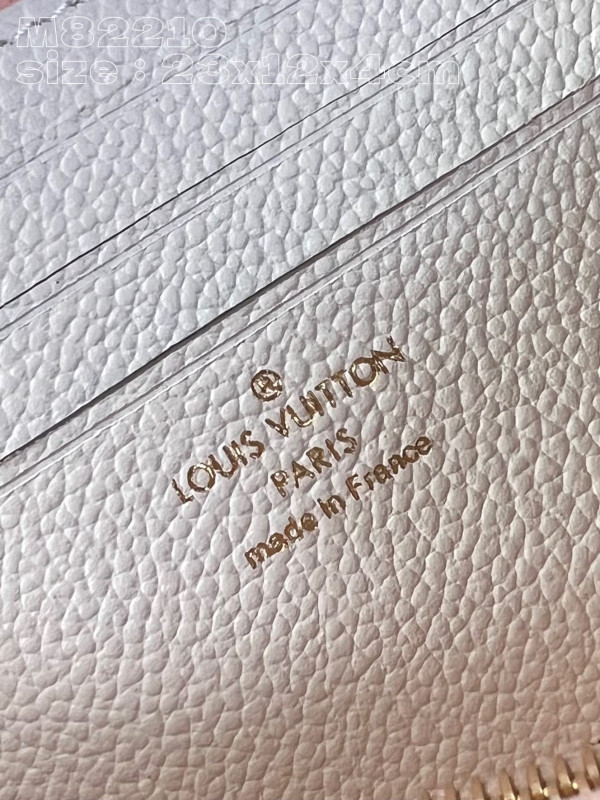 M82210
size : 23x12x4cm
LOUIS VUITTON
PARIS
made in France